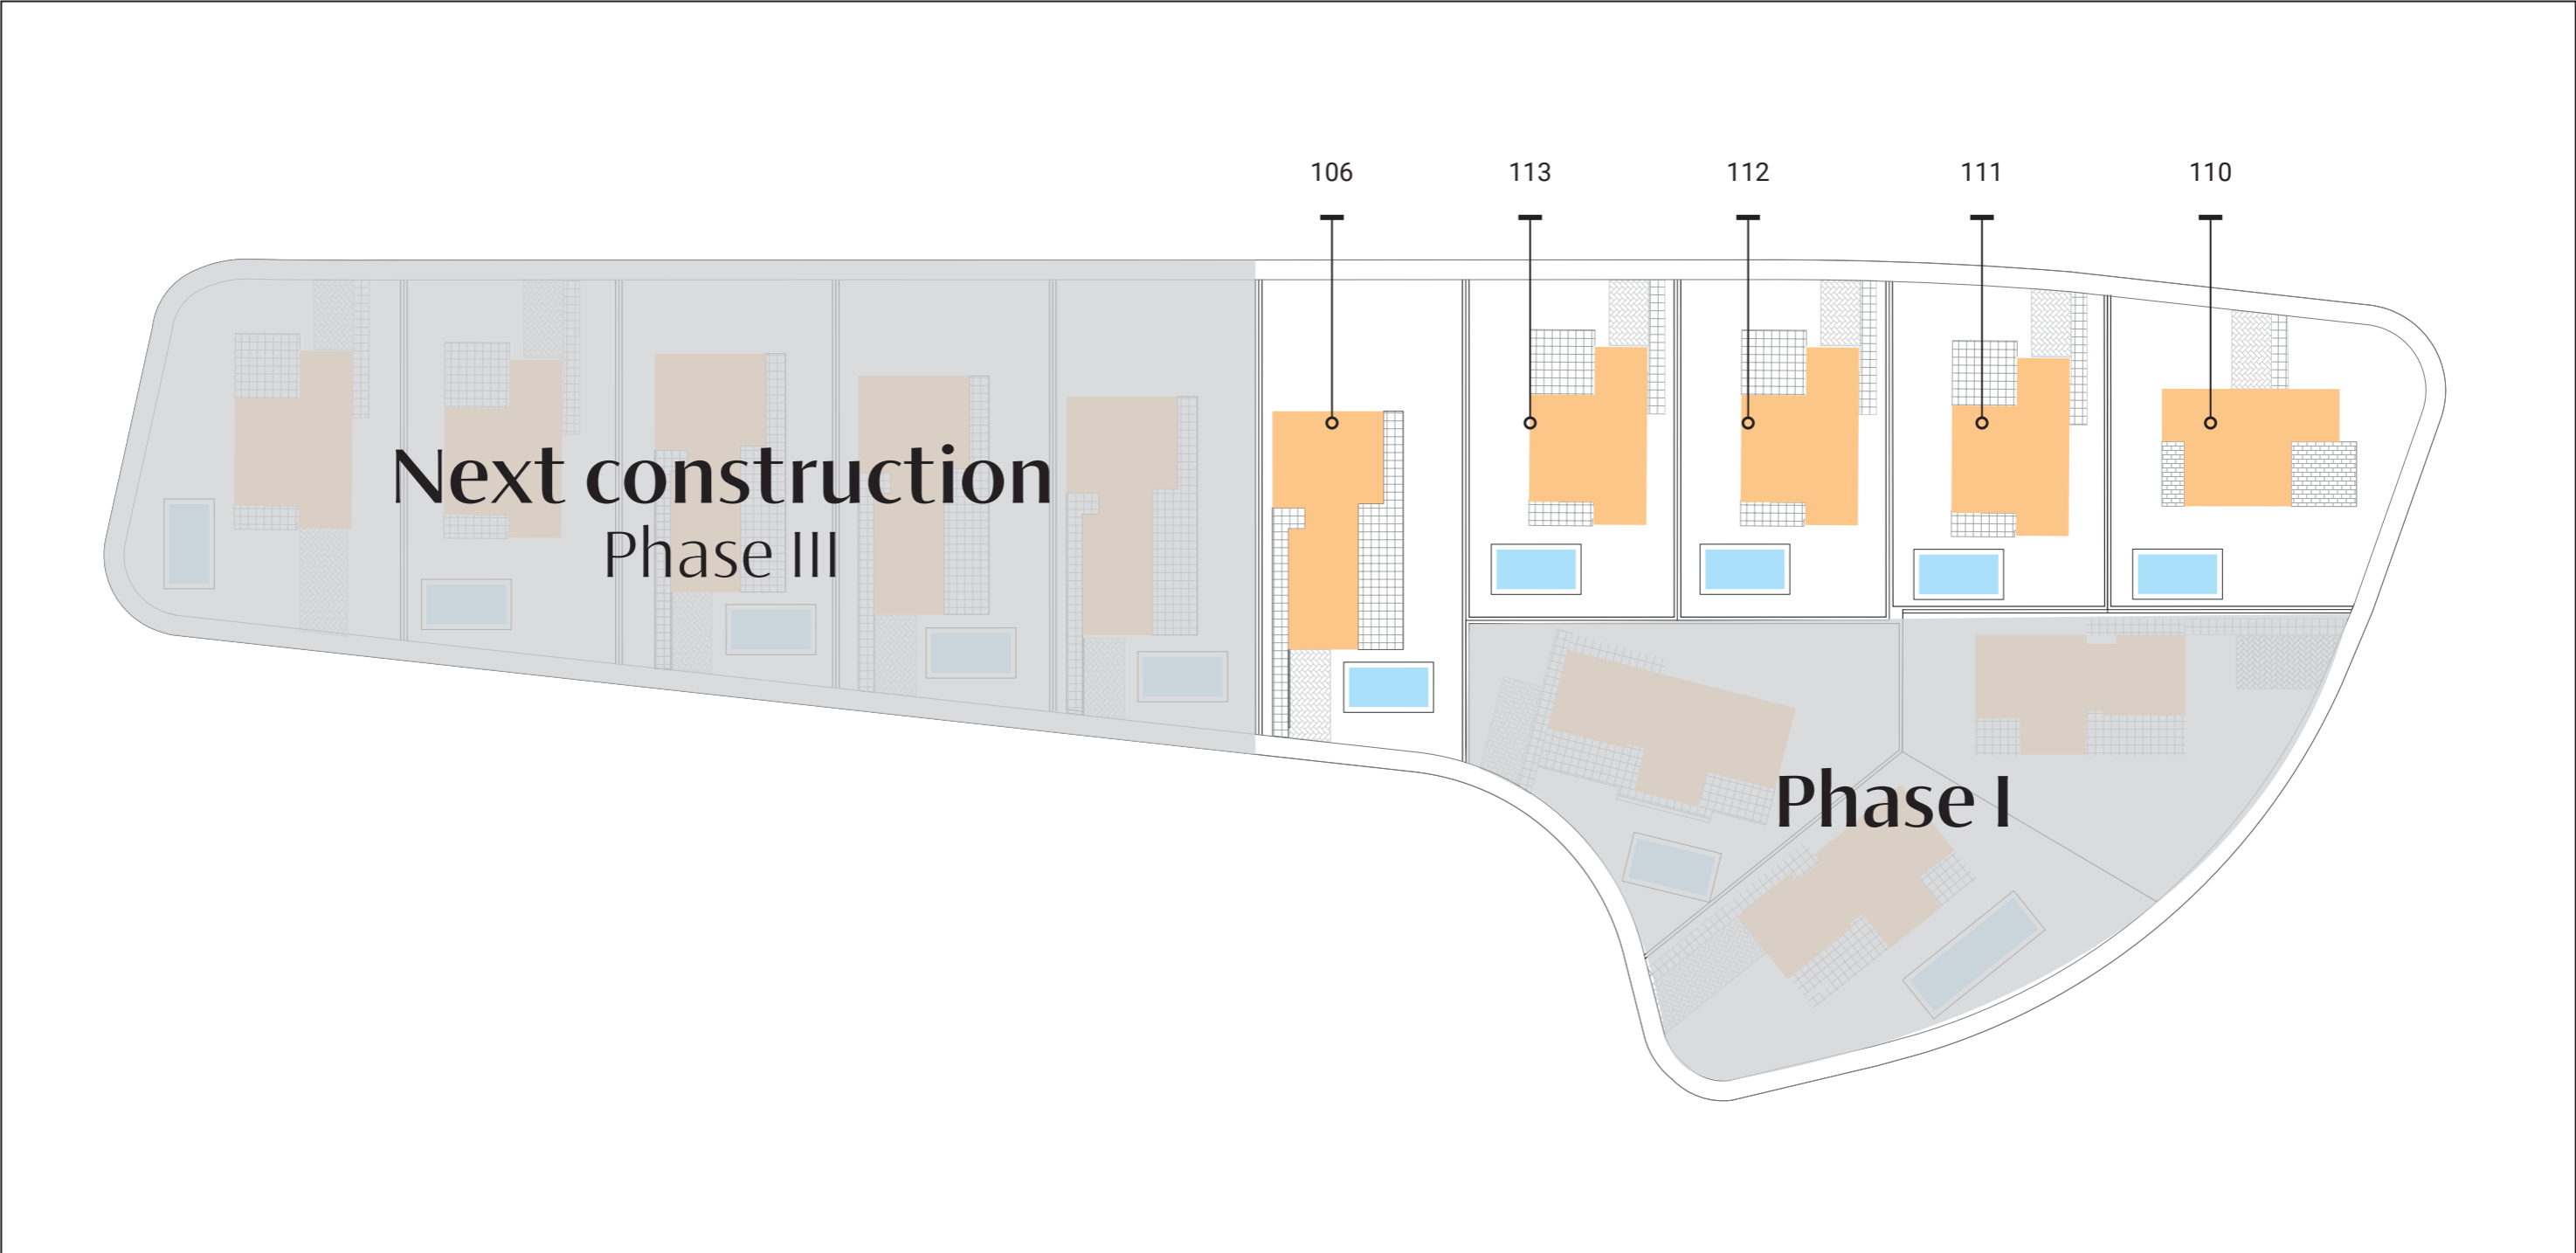 106
113
112
111
110
Next construction
Phase III
Phase I